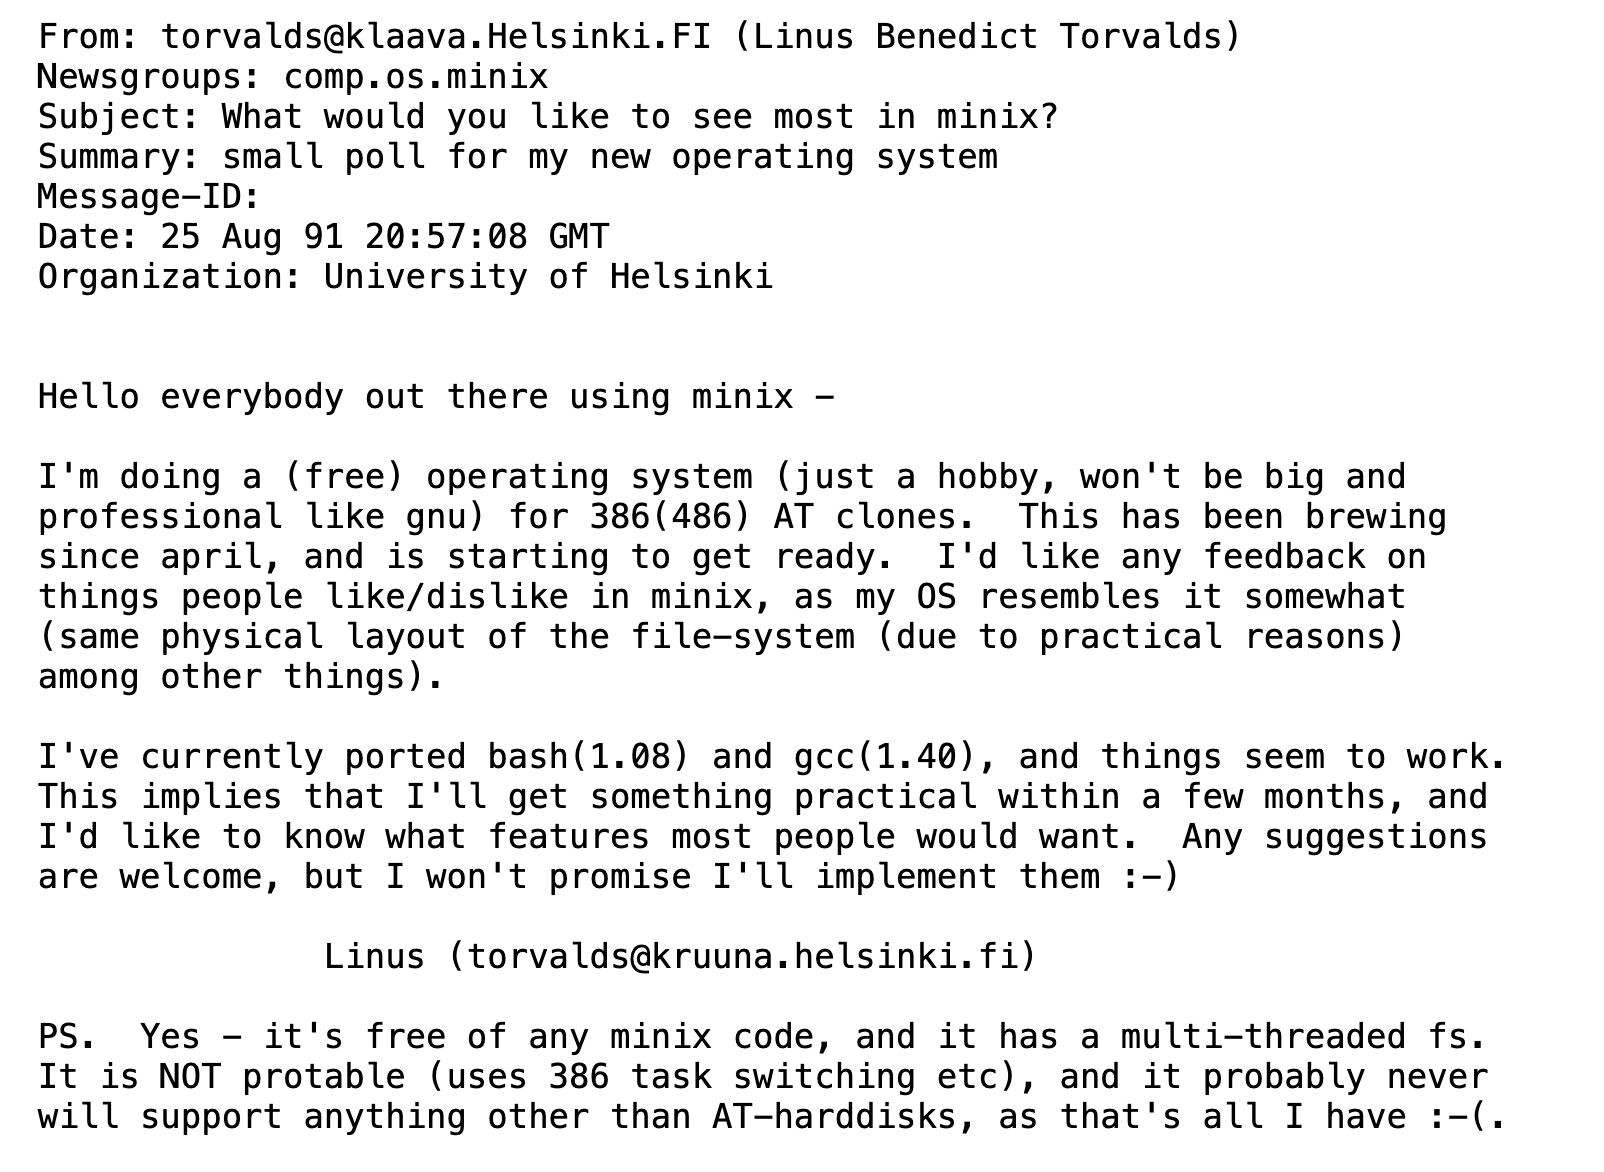 From: torvalds@klaava.Helsinki.FI (Linus Benedict Torvalds)
Newsgroups: comp.os.minix
Subject: What would you like to see most in minix?
Summary: small poll for my new operating system
Message-ID:
Date: 25 Aug 91 20:57:08 GMT
Organization: University of Helsinki
Hello everybody out there using minix -
I'm doing a (free) operating system (just a hobby, won't be big and
professional like gnu) for 386(486) AT clones.  This has been brewing
since april, and is starting to get ready.  I'd like any feedback on
things people like/dislike in minix, as my OS resembles it somewhat
(same physical layout of the file-system (due to practical reasons)
among other things).
I've currently ported bash(1.08) and gcc(1.40), and things seem to work.
This implies that I'll get something practical within a few months, and
I'd like to know what features most people would want.  Any suggestions
are welcome, but I won't promise I'll implement them :-)
Linus (torvalds@kruuna.helsinki.fi)
PS.  Yes - it's free of any minix code, and it has a multi-threaded fs.
It is NOT protable (uses 386 task switching etc), and it probably never
will support anything other than AT-harddisks, as that's all I have :-(.